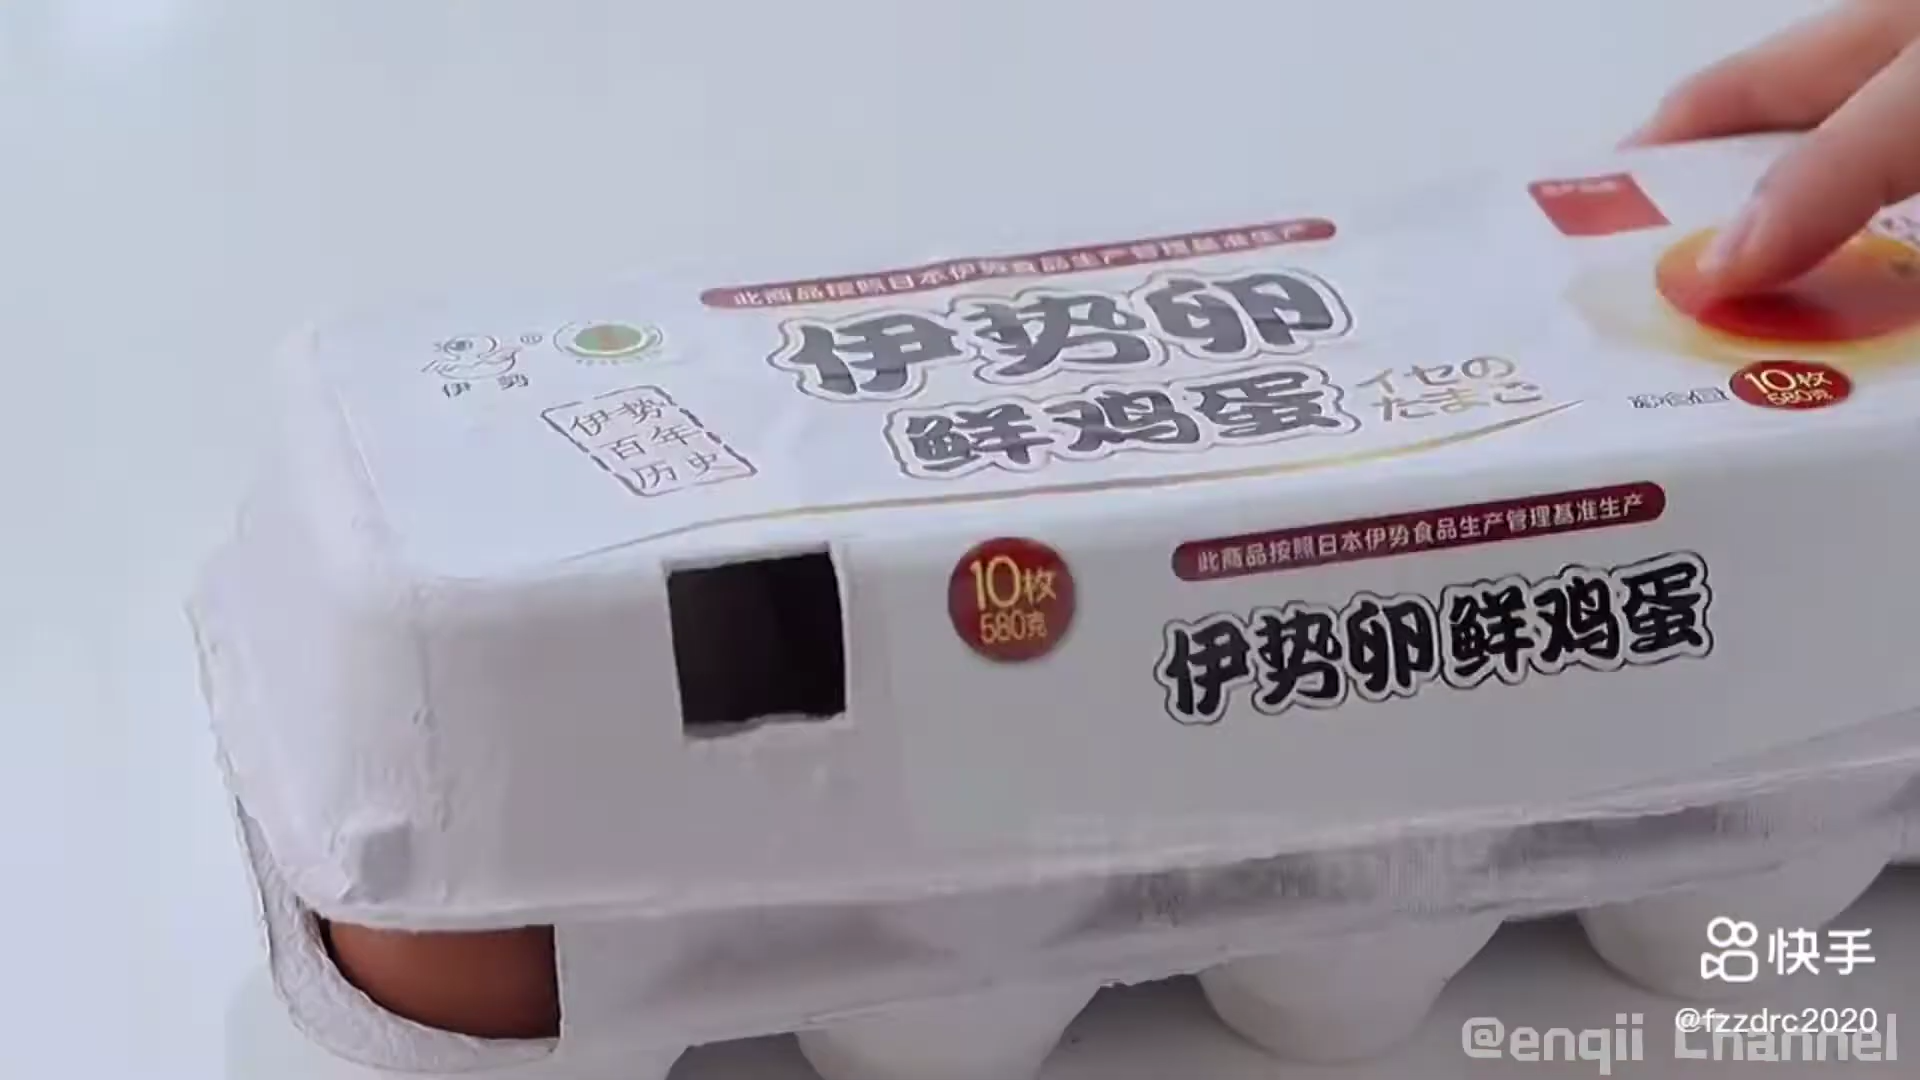 此商品按照日本伊势食品生产管理基准生产
伊势卵
鲜鸡蛋
イセの
たまご
伊势
®
伊势
百年
历史
净含量
10枚
580克
10枚
580克
此商品按照日本伊势食品生产管理基准生产
伊势卵鲜鸡蛋
快手
@fzzdrc2020
@enqii Channel